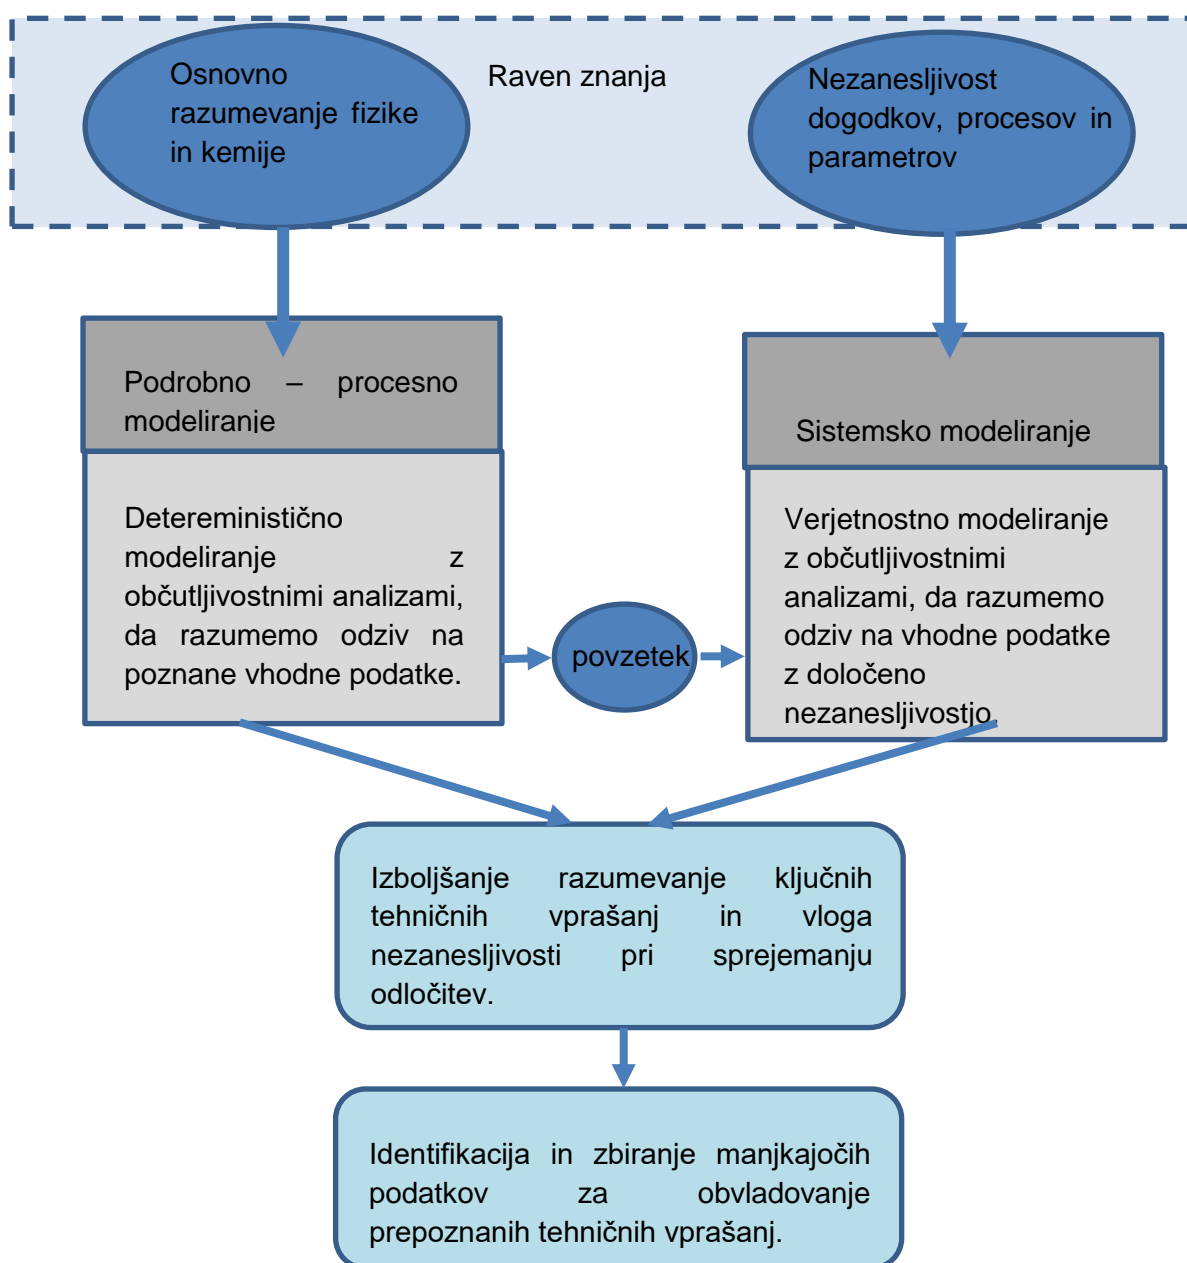 Osnovno
razumevanje fizike
in kemije
Raven znanja
Nezanesljivost
dogodkov, procesov in
parametrov
Podrobno – procesno
modeliranje
Sistemsko modeliranje
Detereministično
modeliranje z
občutljivostnimi analizami,
da razumemo odziv na
poznane vhodne podatke.
povzetek
Verjetnostno modeliranje
z občutljivostnimi
analizami, da razumemo
odziv na vhodne podatke
z določeno
nezanesljivostjo.
Izboljšanje razumevanje ključnih
tehničnih vprašanj in vloga
nezanesljivosti pri sprejemanju
odločitev.
Identifikacija in zbiranje manjkajočih
podatkov za obvladovanje
prepoznanih tehničnih vprašanj.